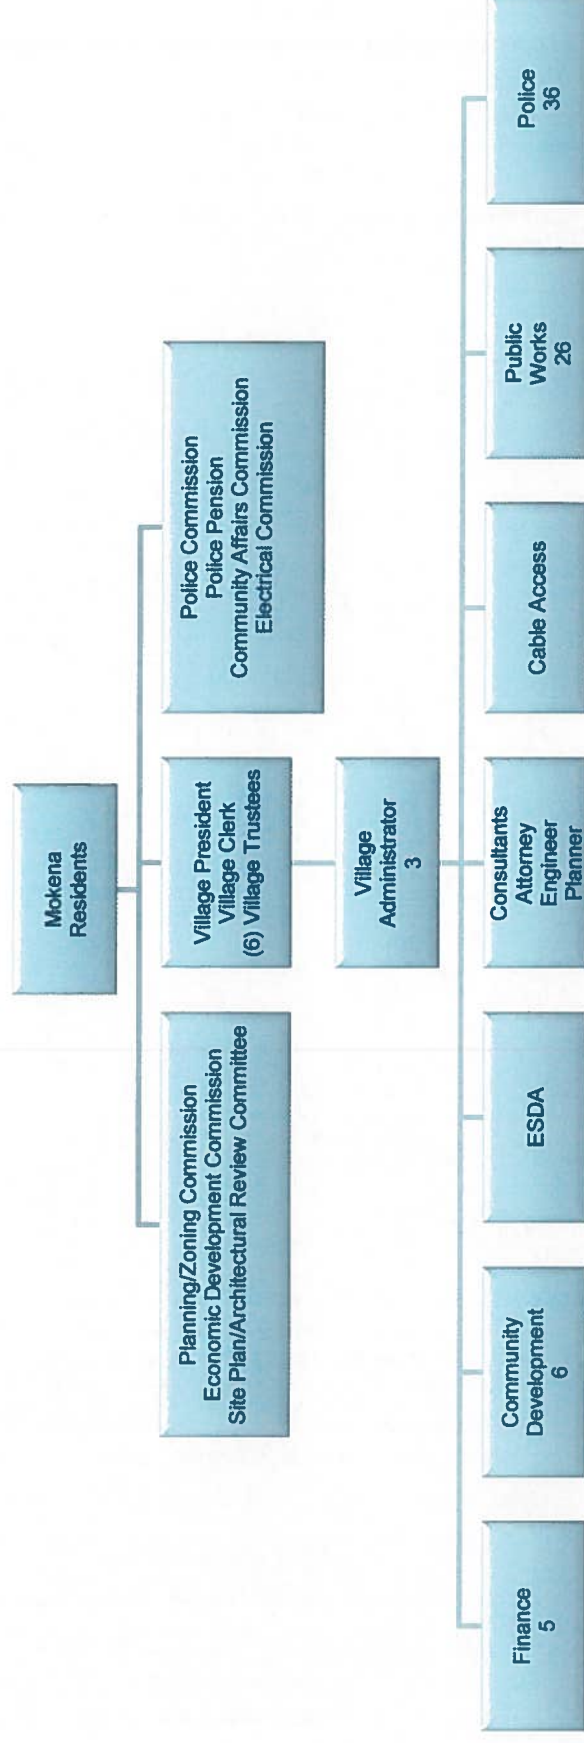 Mokena
Residents
Planning/Zoning Commission
Economic Development Commission
Site Plan/Architectural Review Committee
Village President
Village Clerk
(6) Village Trustees
Police Commission
Police Pension
Community Affairs Commission
Electrical Commission
Village
Administrator
3
Finance
5
Community
Development
6
ESDA
Consultants
Attorney
Engineer
Planner
Cable Access
Public
Works
26
Police
36